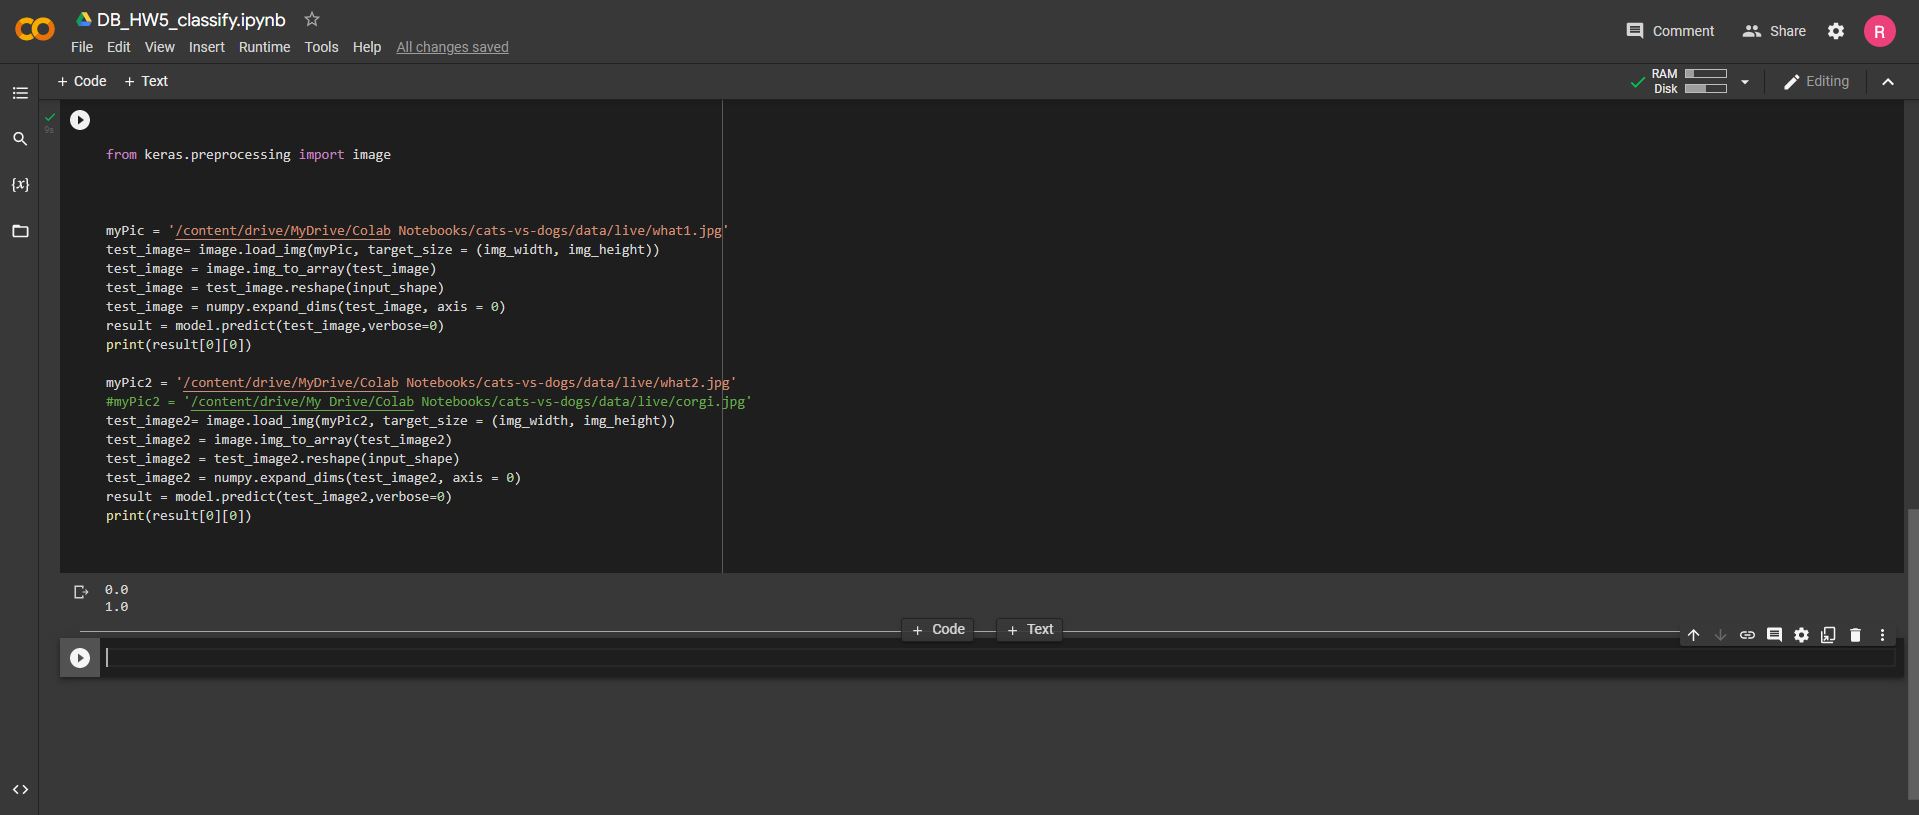 DB_HW5_classify.ipynb
File Edit View Insert Runtime Tools Help All changes saved
Comment Share R
+ Code + Text
RAM
Disk
Editing
9s
{x}
from keras.preprocessing import image
myPic = '/content/drive/MyDrive/Colab Notebooks/cats-vs-dogs/data/live/what1.jpg'
test_image= image.load_img(myPic, target_size = (img_width, img_height))
test_image = image.img_to_array(test_image)
test_image = test_image.reshape(input_shape)
test_image = numpy.expand_dims(test_image, axis = 0)
result = model.predict(test_image,verbose=0)
print(result[0][0])
myPic2 = '/content/drive/MyDrive/Colab Notebooks/cats-vs-dogs/data/live/what2.jpg'
#myPic2 = '/content/drive/My Drive/Colab Notebooks/cats-vs-dogs/data/live/corgi.jpg'
test_image2= image.load_img(myPic2, target_size = (img_width, img_height))
test_image2 = image.img_to_array(test_image2)
test_image2 = test_image2.reshape(input_shape)
test_image2 = numpy.expand_dims(test_image2, axis = 0)
result = model.predict(test_image2,verbose=0)
print(result[0][0])
0.0
1.0
+ Code + Text